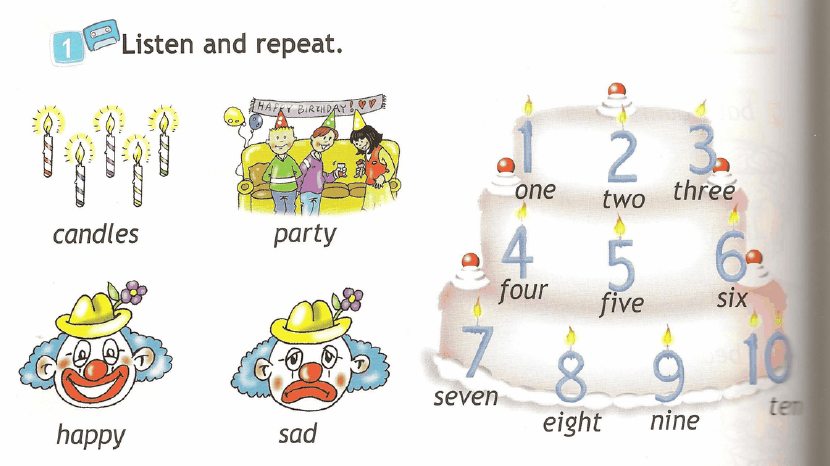 1 Listen and repeat.
HAPPY BIRTHDAY!
candles
party
happy
sad
1 2 3
one two three
4 5 6
four five six
7 8 9 10
seven eight nine ten